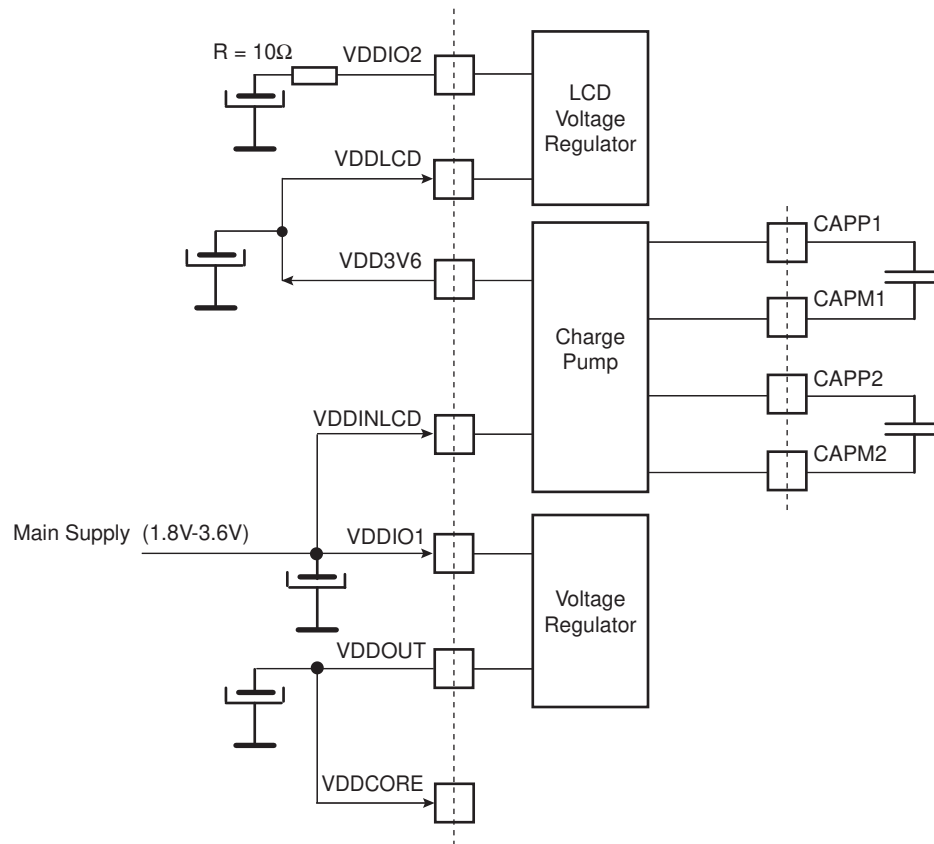 R = 10Ω
VDDIO2
LCD
Voltage
Regulator
VDDLCD
VDD3V6
Charge
Pump
CAPP1
CAPM1
CAPP2
CAPM2
VDDINLCD
Main Supply (1.8V-3.6V)
VDDIO1
Voltage
Regulator
VDDOUT
VDDCORE